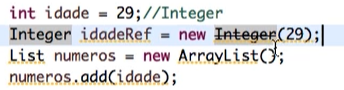 int idade = 29;//Integer
Integer idadeRef = new Integer(29);
List numeros = new ArrayList();
numeros.add(idade);